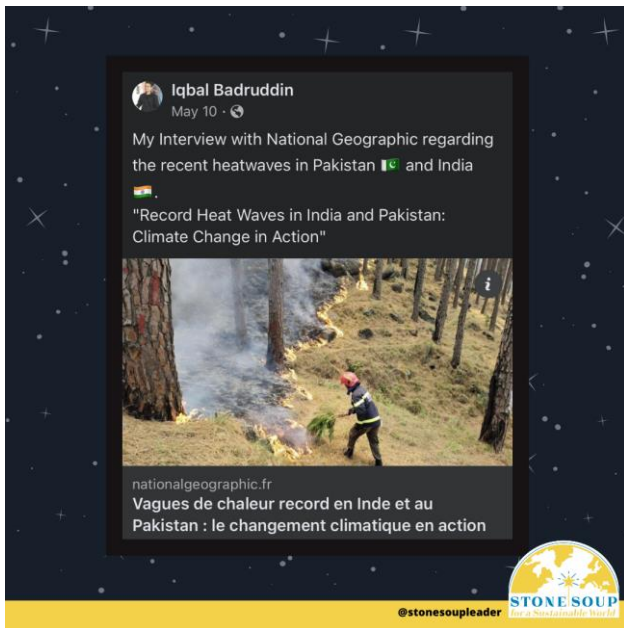 Iqbal Badruddin
May 10
My Interview with National Geographic regarding
the recent heatwaves in Pakistan 🇵🇰 and India
🇮🇳.
"Record Heat Waves in India and Pakistan:
Climate Change in Action"
i
nationalgeographic.fr
Vagues de chaleur record en Inde et au
Pakistan : le changement climatique en action
STONE SOUP
for a Sustainable World
@stonesoupleader